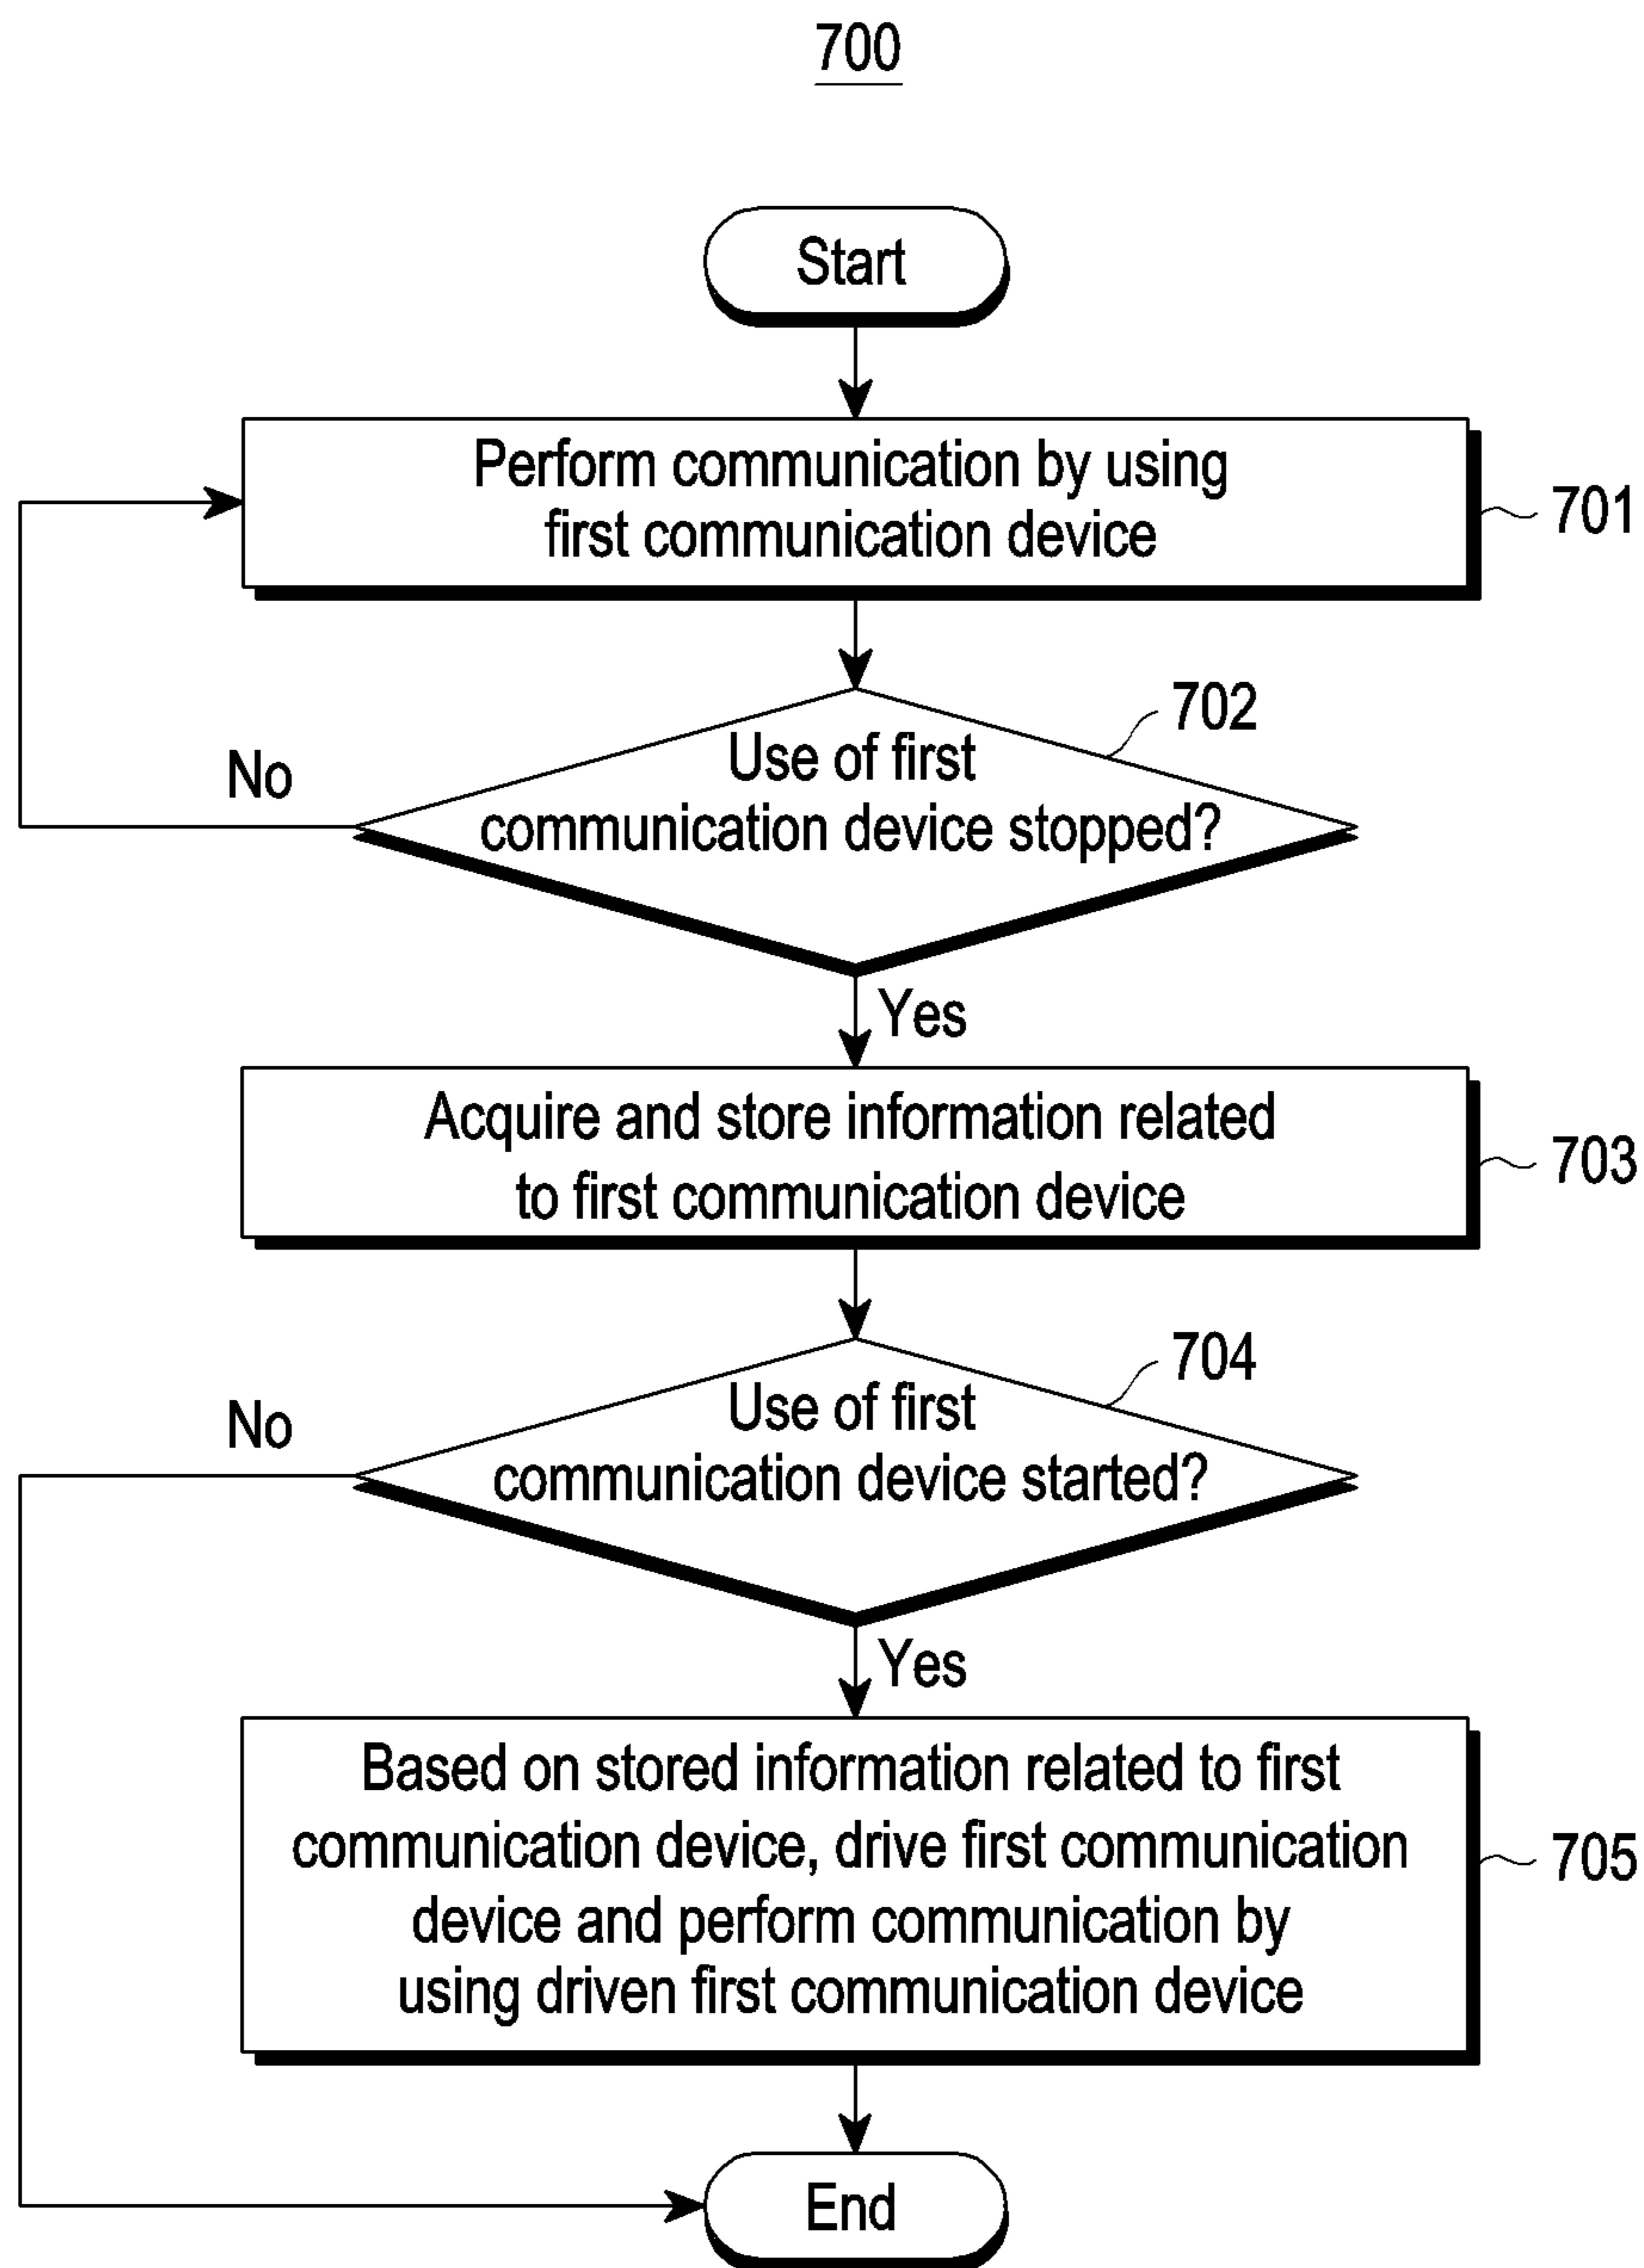 700
Start
Perform communication by using
first communication device
701
702
Use of first
communication device stopped?
No
Yes
Acquire and store information related
to first communication device
703
704
Use of first
communication device started?
No
Yes
Based on stored information related to first
communication device, drive first communication
device and perform communication by
using driven first communication device
705
End